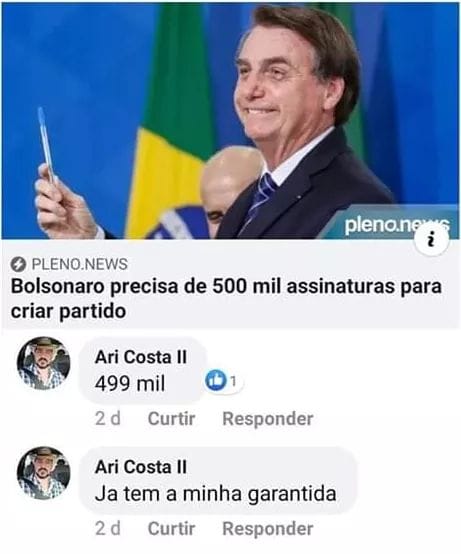 pleno.news
PLENO.NEWS
Bolsonaro precisa de 500 mil assinaturas para
criar partido
Ari Costa II
499 mil
1
2 d Curtir Responder
Ari Costa II
Ja tem a minha garantida
2 d Curtir Responder